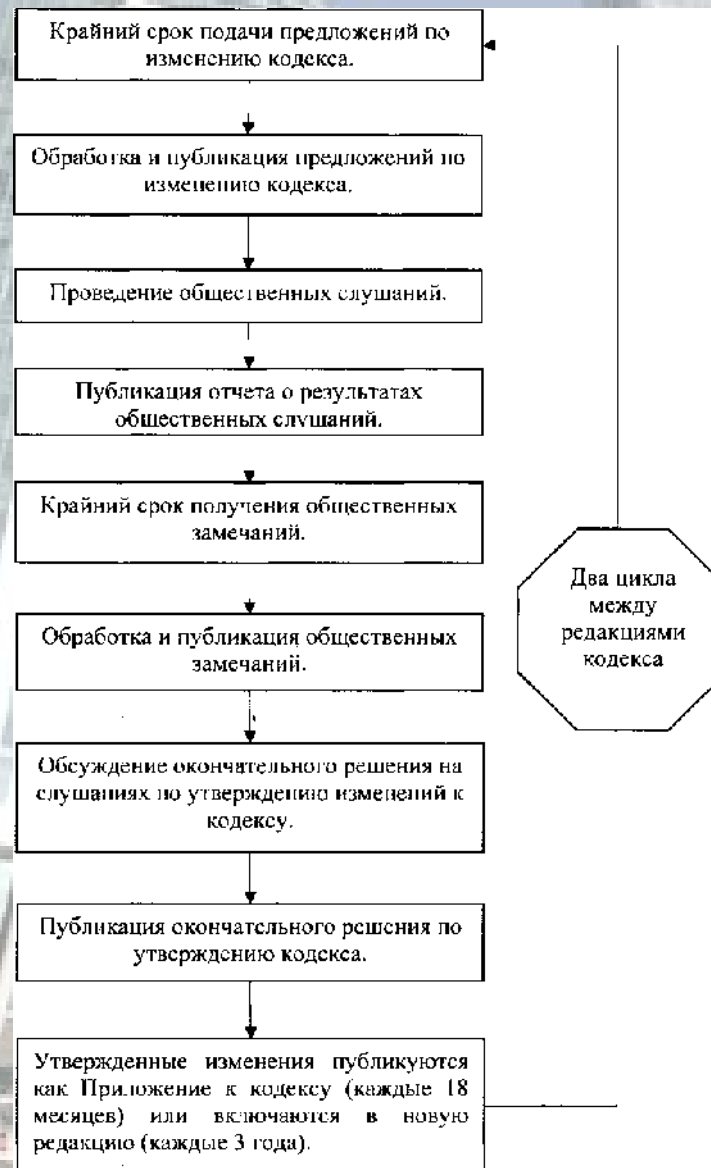 Крайний срок подачи предложений по
изменению кодекса.
Обработка и публикация предложений по
изменению кодекса.
Проведение общественных слушаний.
Публикация отчета о результатах
общественных слушаний.
Крайний срок получения общественных
замечаний.
Обработка и публикация общественных
замечаний.
Обсуждение окончательного решения на
слушаниях по утверждению изменений к
кодексу.
Публикация окончательного решения по
утверждению кодекса.
Утвержденные изменения публикуются
как Приложение к кодексу (каждые 18
месяцев) или включаются в новую
редакцию (каждые 3 года).
Два цикла
между
редакциями
кодекса